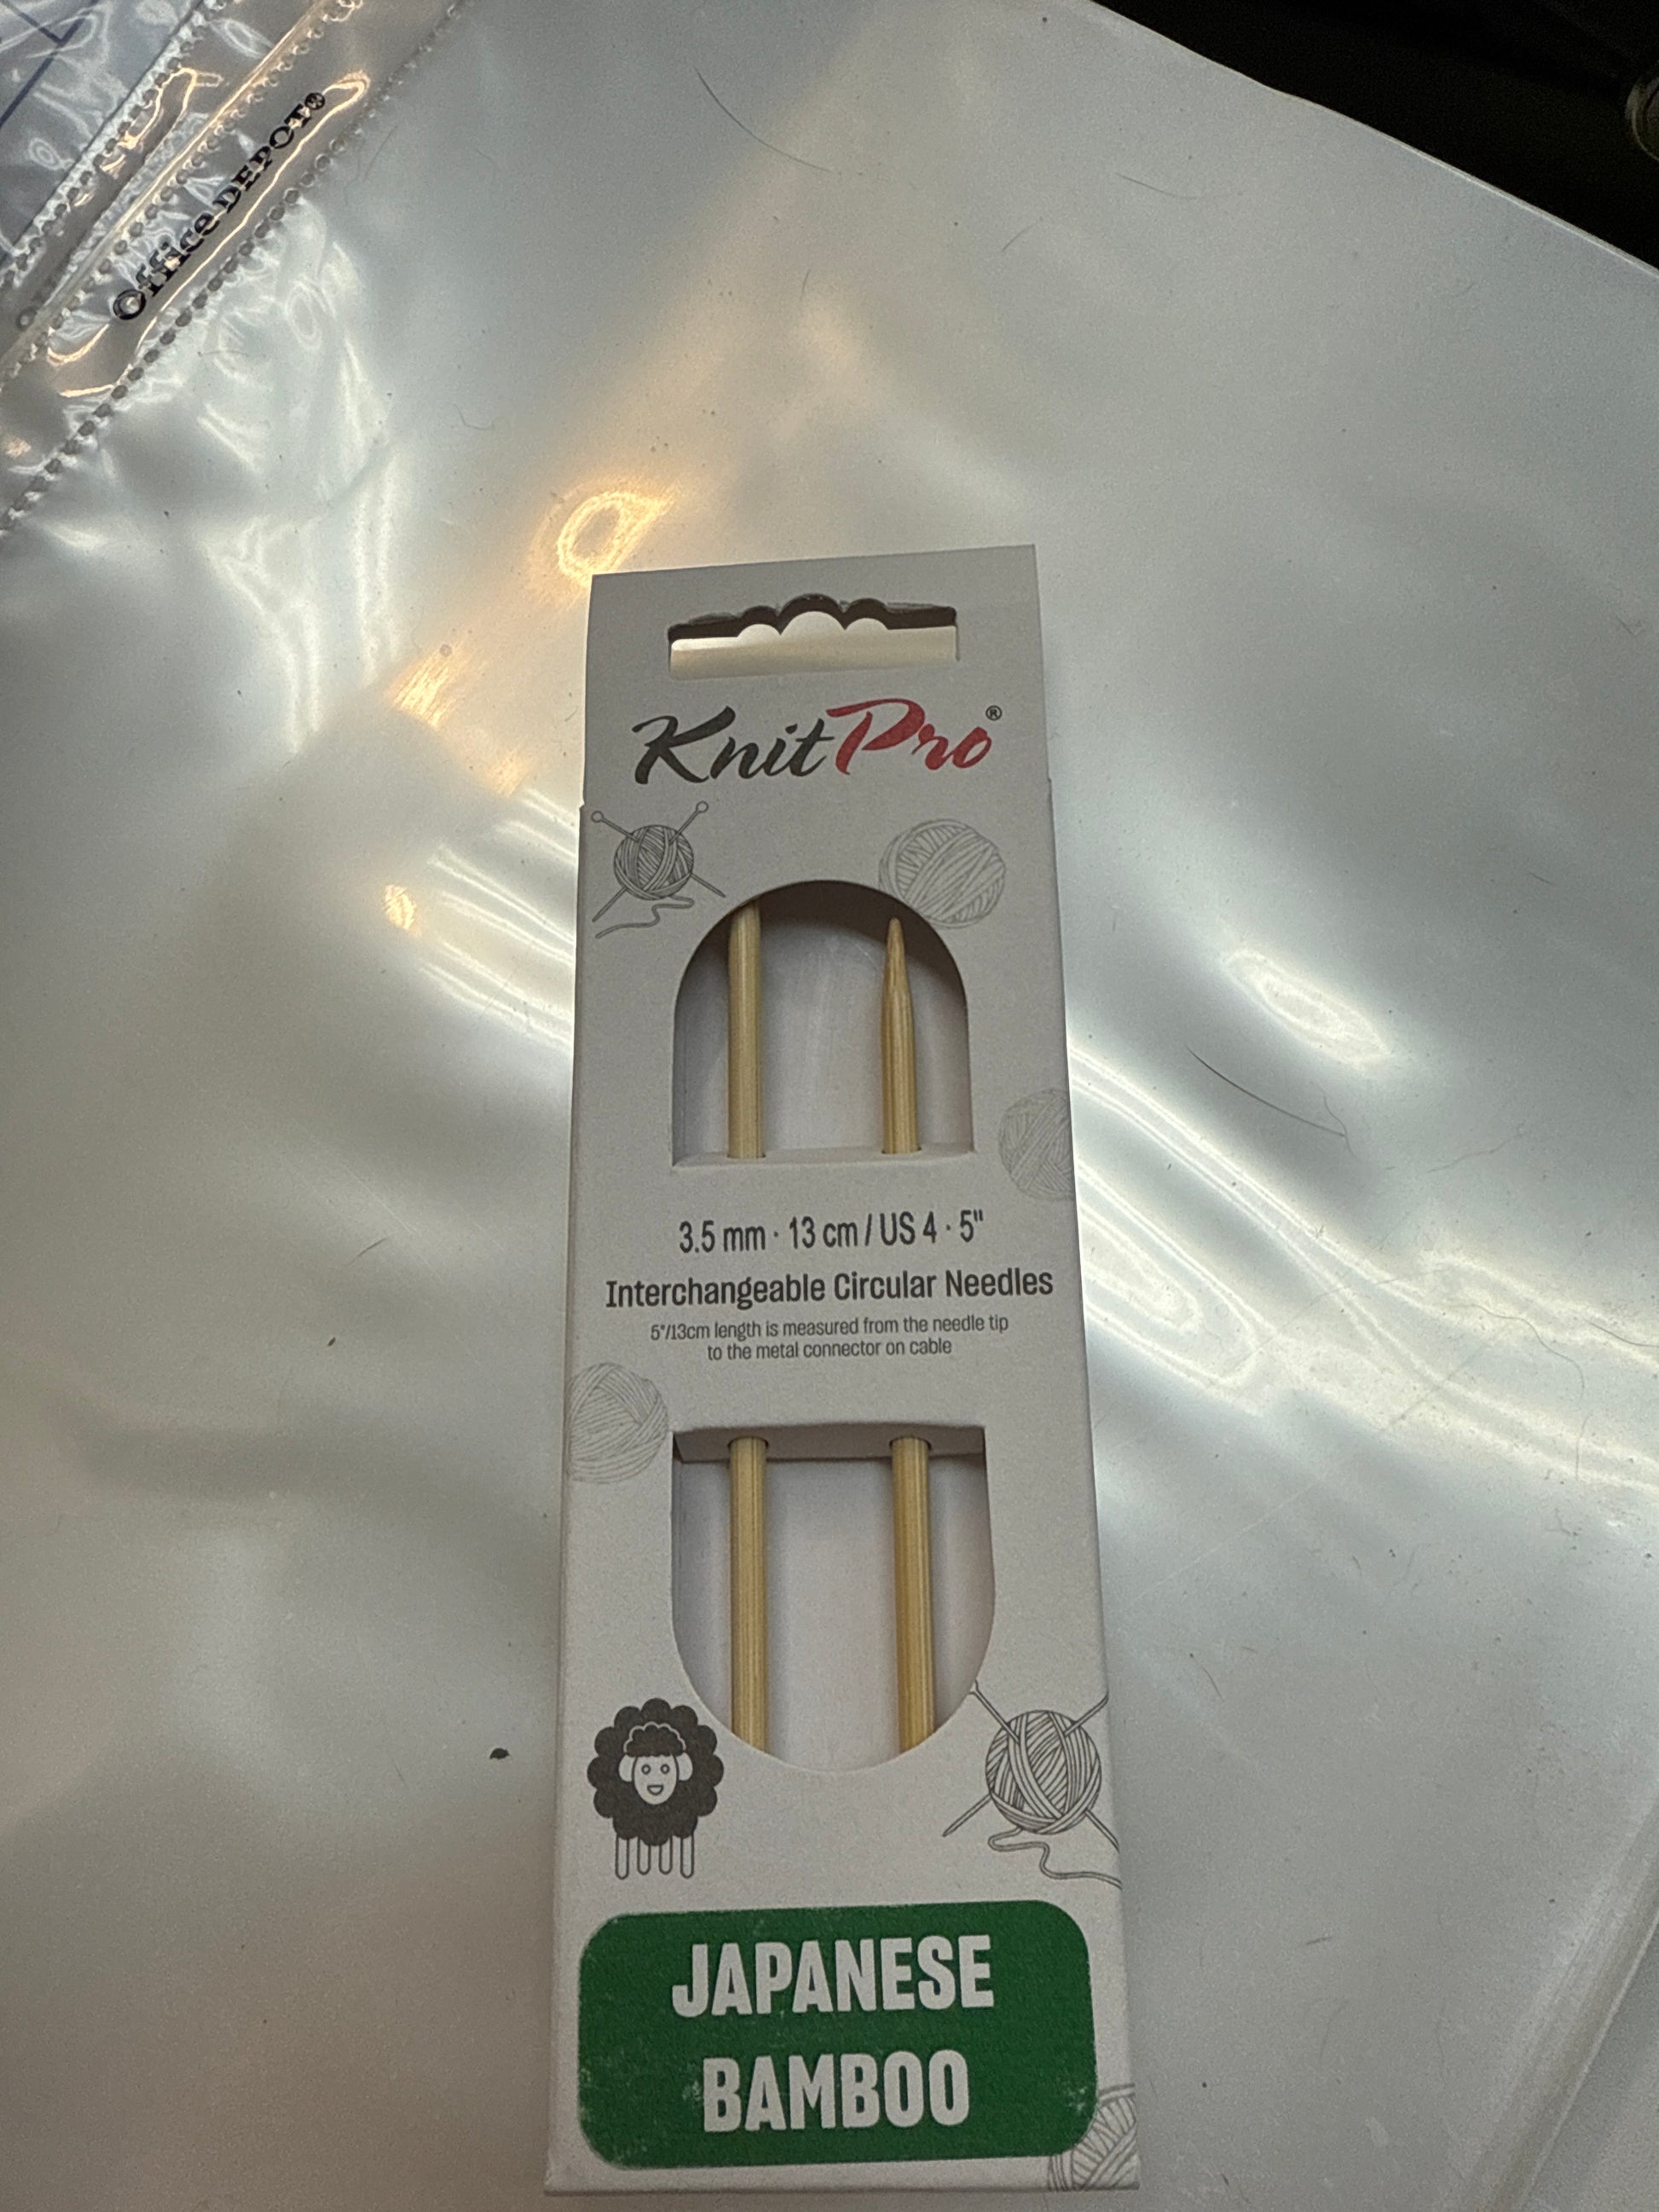 Office DEPOT®
KnitPro®
3.5 mm · 13 cm / US 4 · 5"
Interchangeable Circular Needles
5"/13cm length is measured from the needle tip
to the metal connector on cable
JAPANESE
BAMBOO